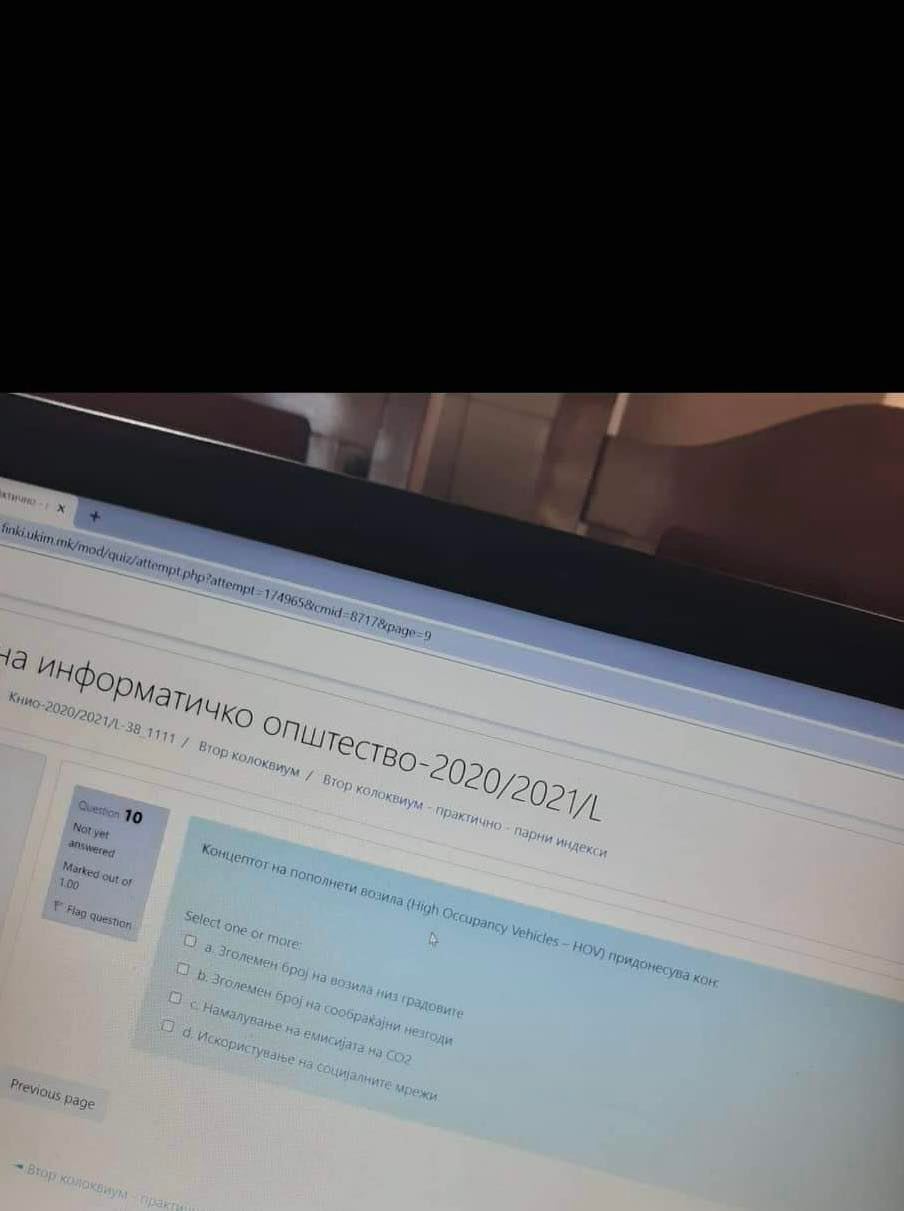 x +
finki.ukim.mk/mod/quiz/attempt.php?attempt=174965&cmid=8717&page=9
на информатичко општество-2020/2021/L
Книо-2020/2021/L-38_1111 / Втор колоквиум / Втор колоквиум - практично - парни индекси
Question 10
Not yet
answered
Marked out of
1.00
Flag question
Концептот на пополнети возила (High Occupancy Vehicles – HOV) придонесува кон:
Select one or more:
a. Зголемен број на возила низ градовите
b. Зголемен број на сообраќајни незгоди
c. Намалување на емисијата на CO2
d. Искористување на социјалните мрежи
Previous page
◄ Втор колоквиум - практични